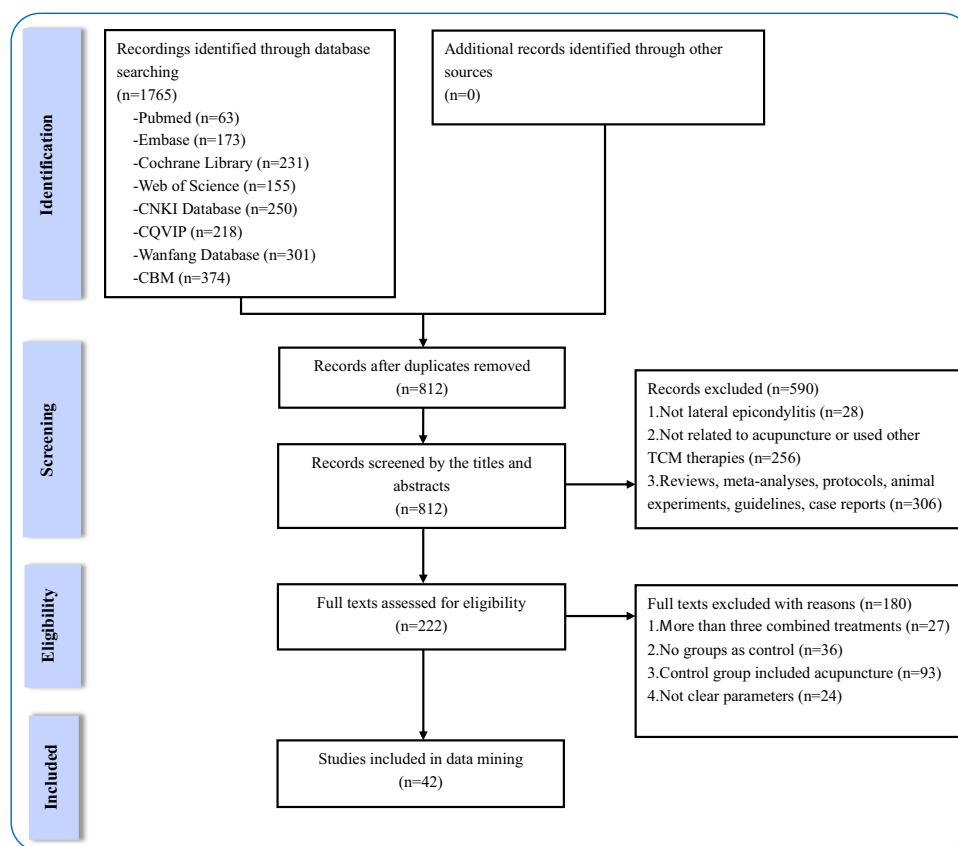 Identification
Recordings identified through database
searching
(n=1765)
-Pubmed (n=63)
-Embase (n=173)
-Cochrane Library (n=231)
-Web of Science (n=155)
-CNKI Database (n=250)
-CQVIP (n=218)
-Wanfang Database (n=301)
-CBM (n=374)
Additional records identified through other
sources
(n=0)
Screening
Records after duplicates removed
(n=812)
Records screened by the titles and
abstracts
(n=812)
Records excluded (n=590)
1.Not lateral epicondylitis (n=28)
2.Not related to acupuncture or used other
TCM therapies (n=256)
3.Reviews, meta-analyses, protocols, animal
experiments, guidelines, case reports (n=306)
Eligibility
Full texts assessed for eligibility
(n=222)
Full texts excluded with reasons (n=180)
1.More than three combined treatments (n=27)
2.No groups as control (n=36)
3.Control group included acupuncture (n=93)
4.Not clear parameters (n=24)
Included
Studies included in data mining
(n=42)